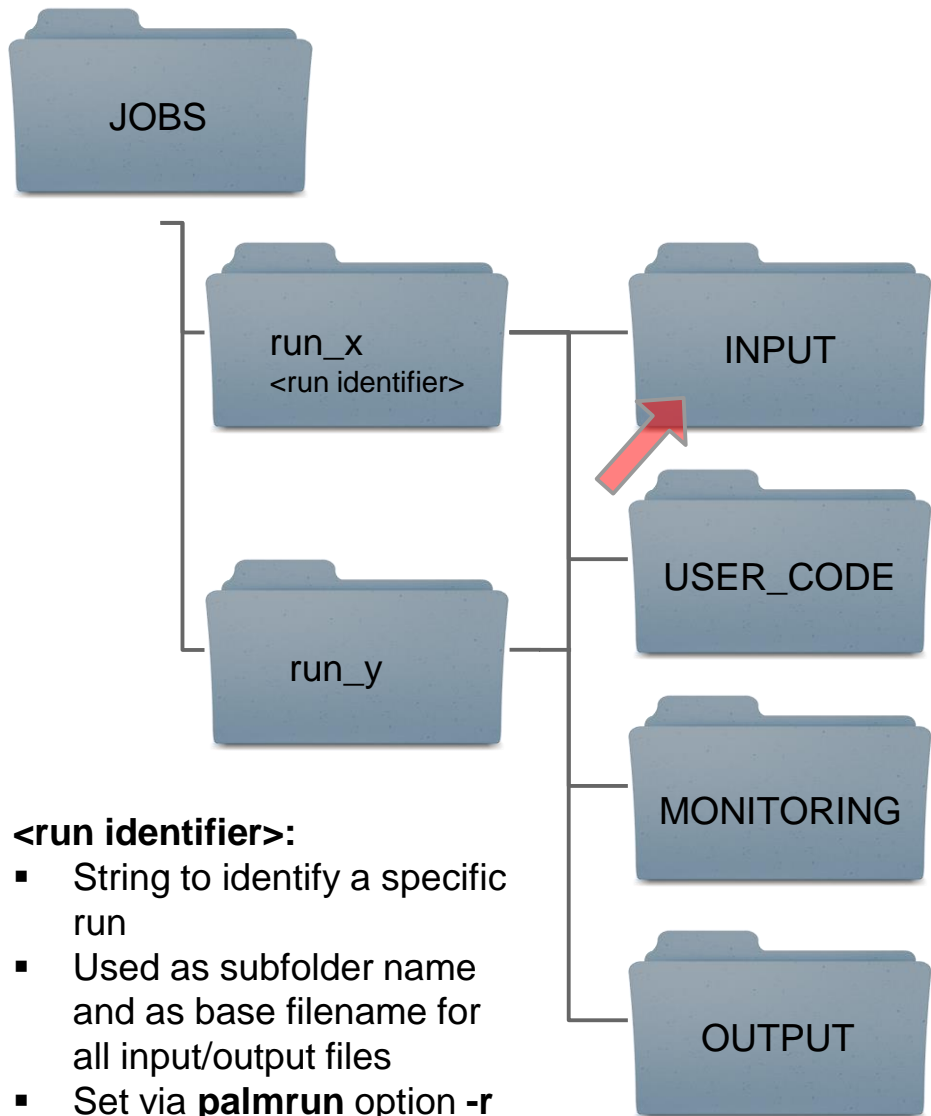 JOBS
run_x
<run identifier>
INPUT
USER_CODE
run_y
MONITORING
OUTPUT
<run identifier>:
▪ String to identify a specific
run
▪ Used as subfolder name
and as base filename for
all input/output files
▪ Set via palmrun option -r